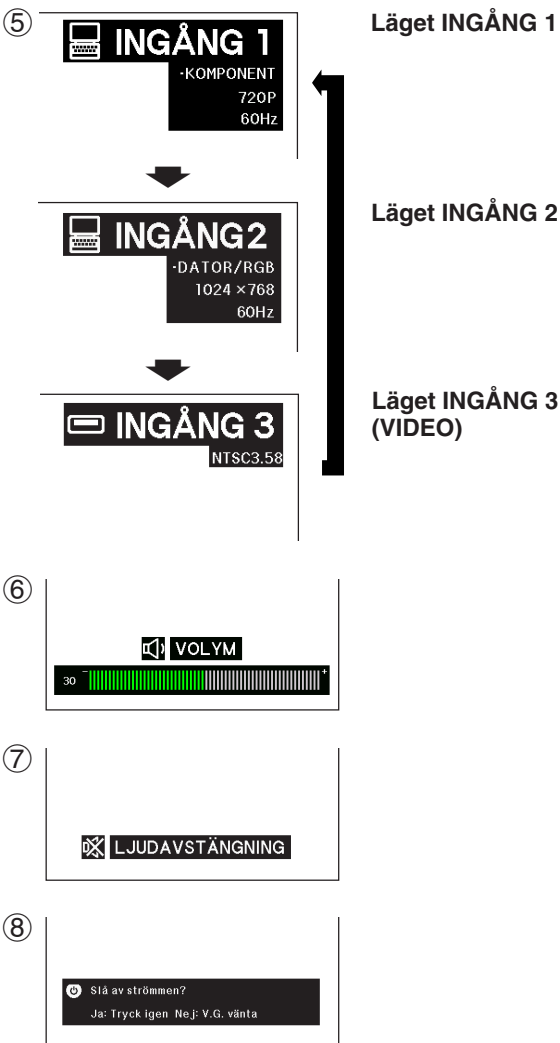 ⑤
INGÅNG 1
·KOMPONENT
720P
60Hz
Läget INGÅNG 1
INGÅNG2
·DATOR/RGB
1024 ×768
60Hz
Läget INGÅNG 2
INGÅNG 3
NTSC3.58
Läget INGÅNG 3
(VIDEO)
⑥
VOLYM
30 − +
⑦
LJUDAVSTÄNGNING
⑧
Slå av strömmen?
Ja: Tryck igen Nej: V.G. vänta